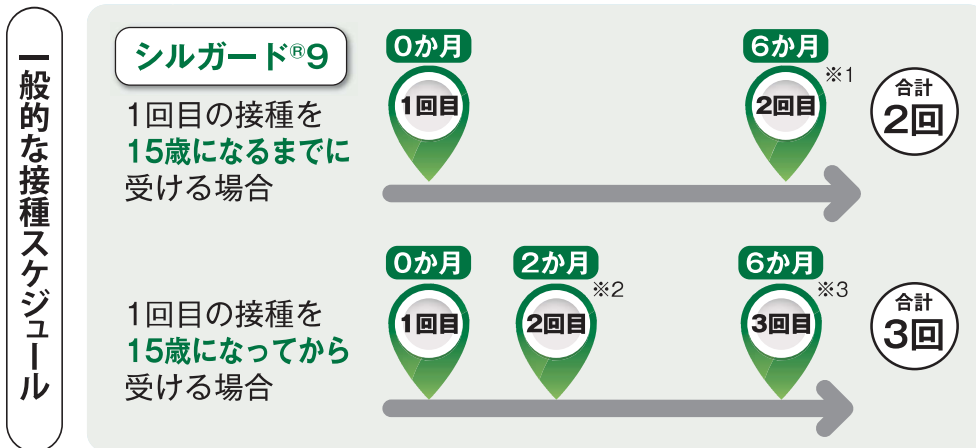 一般的な接種スケジュール
シルガード®9
1回目の接種を
15歳になるまでに
受ける場合
0か月
1回目
6か月
※1
2回目
合計
2回
1回目の接種を
15歳になってから
受ける場合
0か月
1回目
2か月
※2
2回目
6か月
※3
3回目
合計
3回